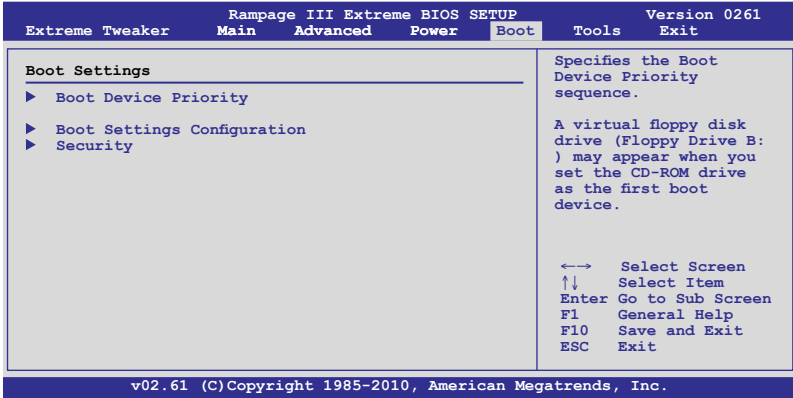 Rampage III Extreme BIOS SETUP Version 0261
Extreme Tweaker Main Advanced Power Boot Tools Exit
Boot Settings
▶ Boot Device Priority
▶ Boot Settings Configuration
▶ Security
Specifies the Boot
Device Priority
sequence.
A virtual floppy disk
drive (Floppy Drive B:
) may appear when you
set the CD-ROM drive
as the first boot
device.
←→ Select Screen
↑↓ Select Item
Enter Go to Sub Screen
F1 General Help
F10 Save and Exit
ESC Exit
v02.61 (C)Copyright 1985-2010, American Megatrends, Inc.